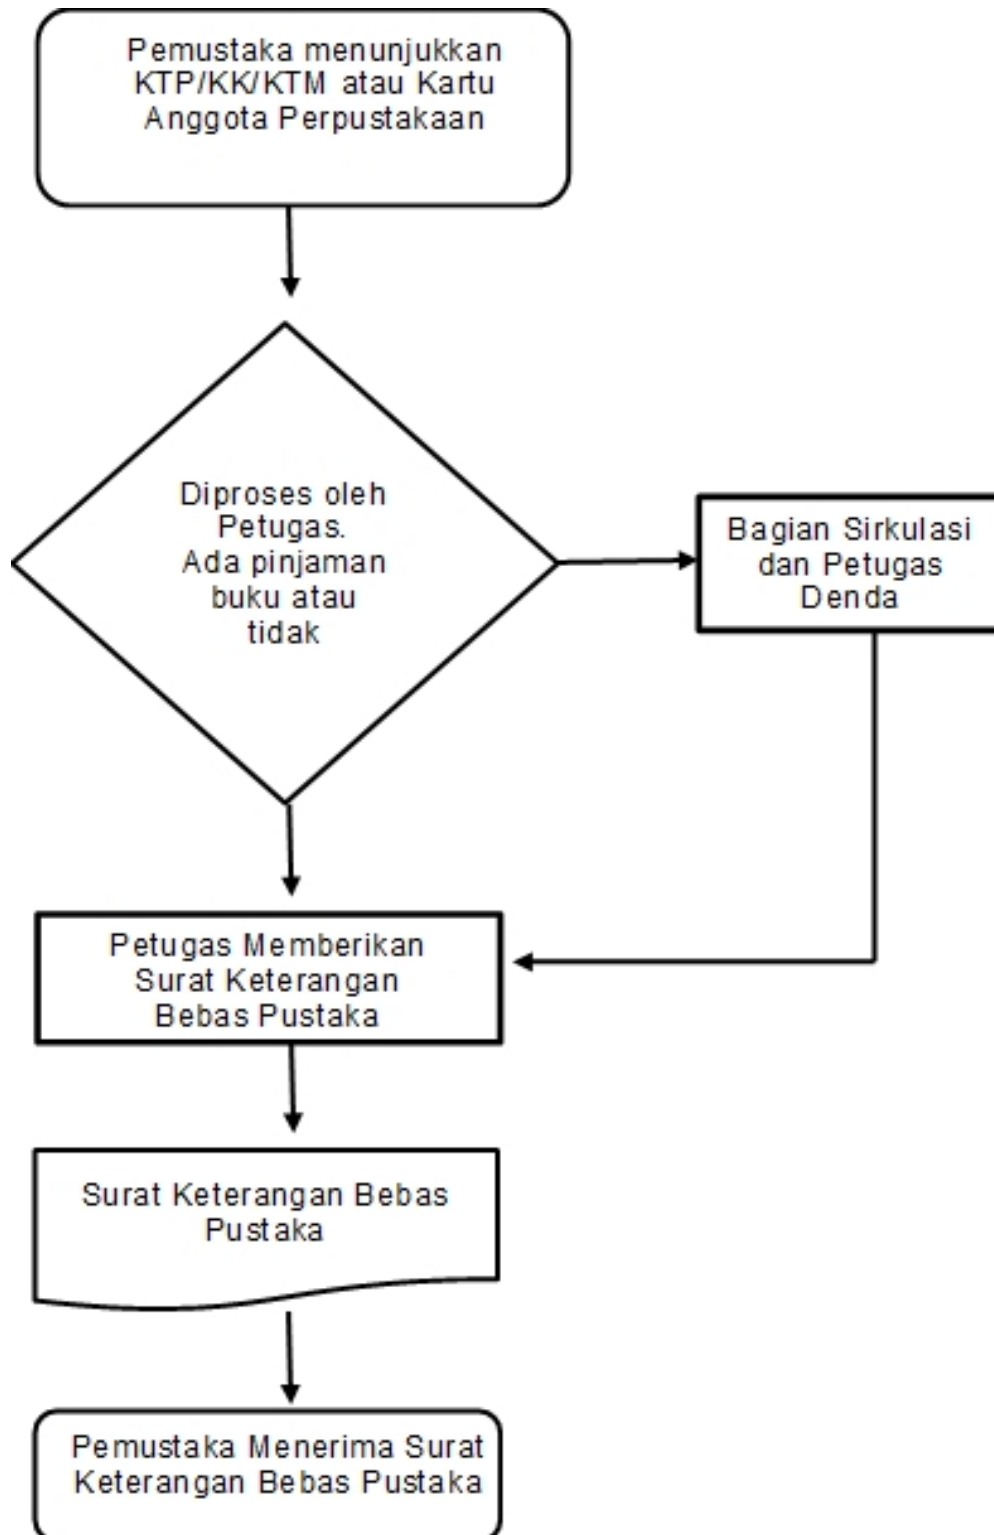 Pemustaka menunjukkan
KTP/KK/KTM atau Kartu
Anggota Perpustakaan
Diproses oleh
Petugas.
Ada pinjaman
buku atau
tidak
Bagian Sirkulasi
dan Petugas
Denda
Petugas Memberikan
Surat Keterangan
Bebas Pustaka
Surat Keterangan Bebas
Pustaka
Pemustaka Menerima Surat
Keterangan Bebas Pustaka